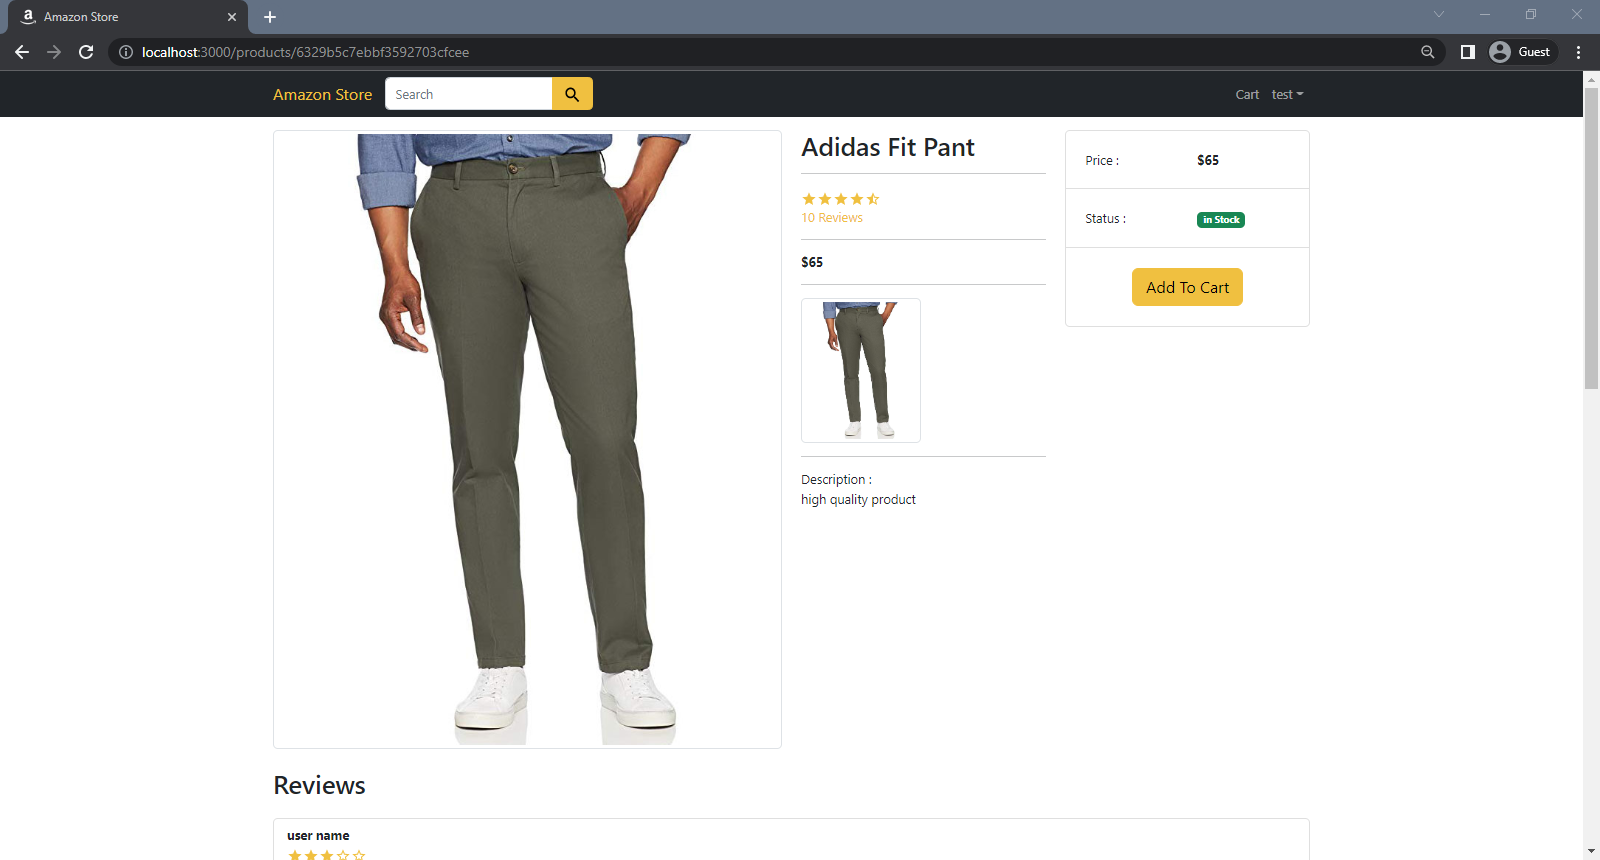 Amazon Store
localhost:3000/products/6329b5c7ebbf3592703cfcee
Guest
Amazon Store
Search
Cart
test
Adidas Fit Pant
10 Reviews
$65
Description :
high quality product
Price :
$65
Status :
in Stock
Add To Cart
Reviews
user name